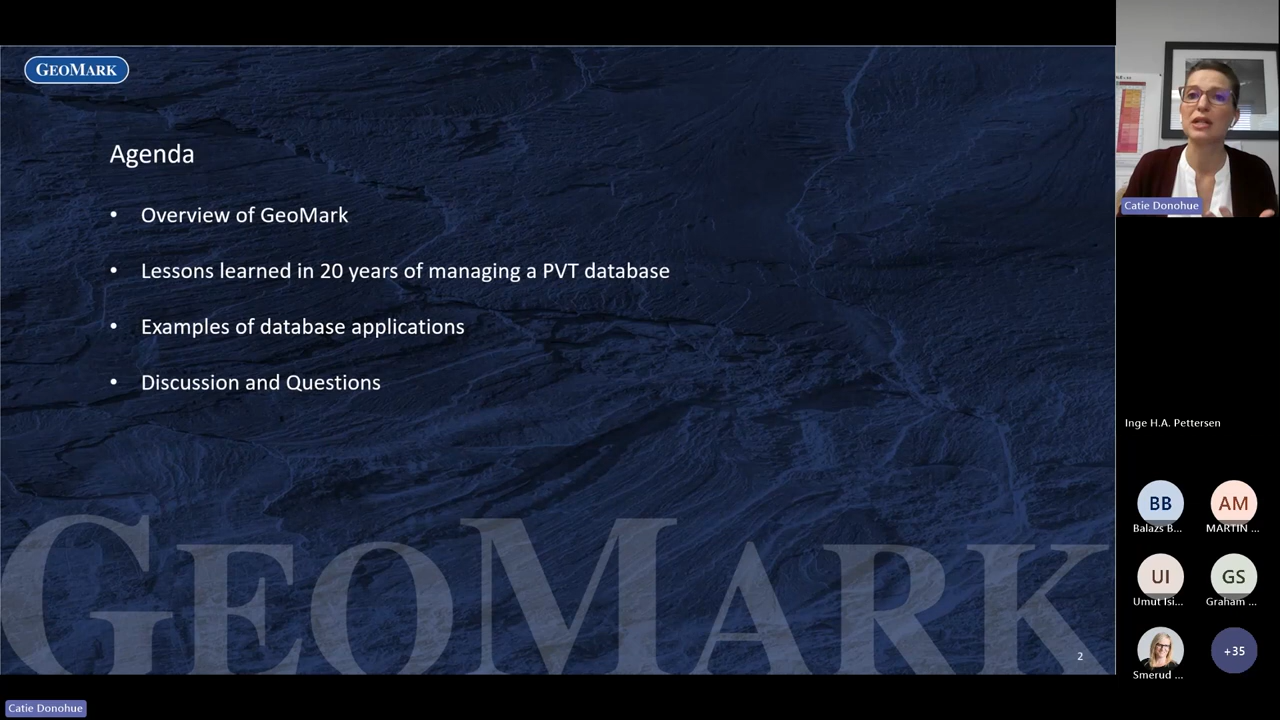 GEOMARK
Agenda
• Overview of GeoMark
• Lessons learned in 20 years of managing a PVT database
• Examples of database applications
• Discussion and Questions
GEOMARK
2
Catie Donohue
Inge H.A. Pettersen
BB
AM
Balazs B...
MARTIN ...
UI
GS
Umut Isi...
Graham ...
+35
Smerud ...
Catie Donohue